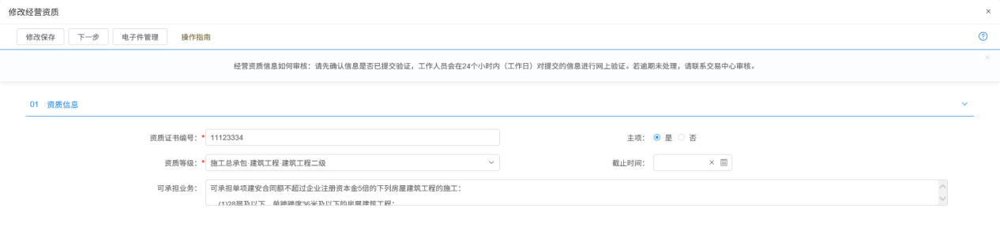 修改经营资质
修改保存 下一步 电子件管理 操作指南
经营资质信息如何审核：请先确认信息是否已提交验证，工作人员会在24个小时内（工作日）对提交的信息进行网上验证。若逾期未处理，请联系交易中心审核。
01 资质信息
资质证书编号：* 11123334 主项： 是 否
资质等级：* 施工总承包·建筑工程·建筑工程二级 截止时间：
可承担业务： 可承担单项建安合同额不超过企业注册资本金5倍的下列房屋建筑工程的施工：
(1)28层及以下、单跨跨度36米及以下的房屋建筑工程；